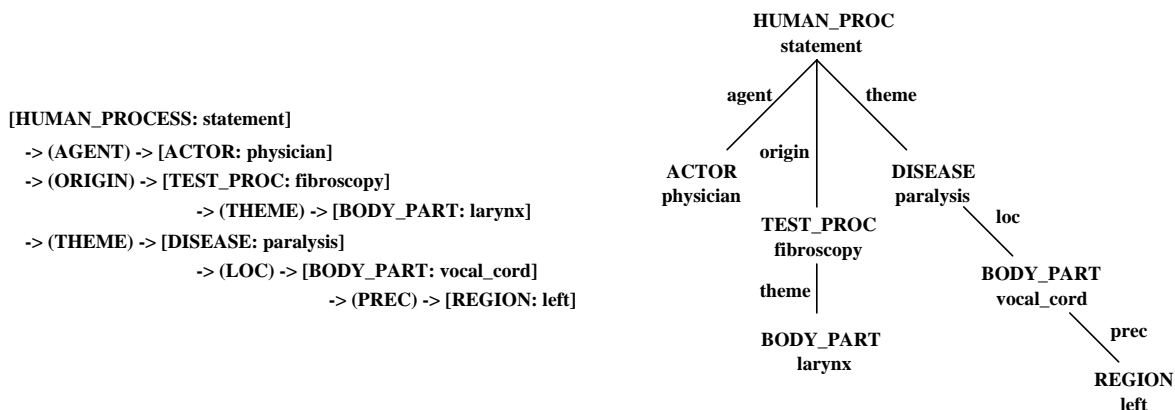 [HUMAN_PROCESS: statement]
-> (AGENT) -> [ACTOR: physician]
-> (ORIGIN) -> [TEST_PROC: fibroscopy]
-> (THEME) -> [BODY_PART: larynx]
-> (THEME) -> [DISEASE: paralysis]
-> (LOC) -> [BODY_PART: vocal_cord]
-> (PREC) -> [REGION: left]
HUMAN_PROC
statement
agent
theme
origin
ACTOR
physician
DISEASE
paralysis
loc
TEST_PROC
fibroscopy
BODY_PART
vocal_cord
theme
prec
BODY_PART
larynx
REGION
left